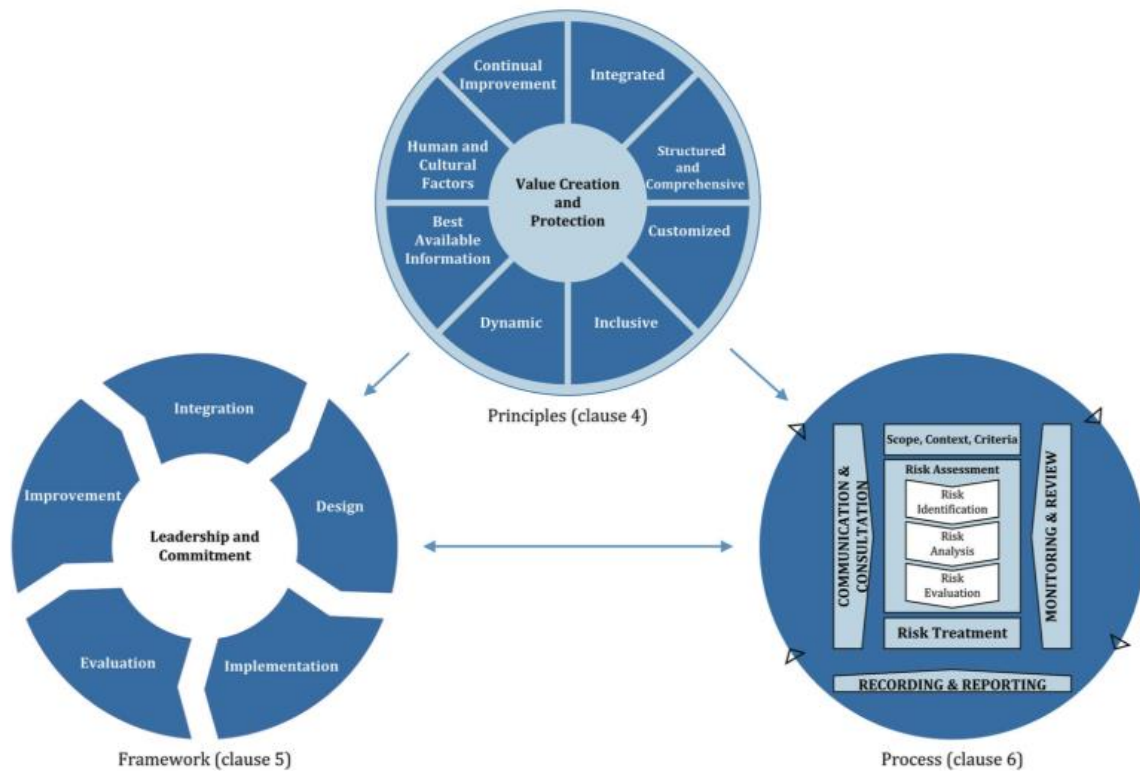 Continual
Improvement
Integrated
Human and
Cultural
Factors
Structured
and
Comprehensive
Value Creation
and
Protection
Best
Available
Information
Customized
Dynamic
Inclusive
Principles (clause 4)
Integration
Improvement
Design
Leadership and
Commitment
Evaluation
Implementation
Framework (clause 5)
Scope, Context, Criteria
Risk Assessment
Risk
Identification
Risk
Analysis
Risk
Evaluation
Risk Treatment
COMMUNICATION &
CONSULTATION
MONITORING & REVIEW
RECORDING & REPORTING
Process (clause 6)